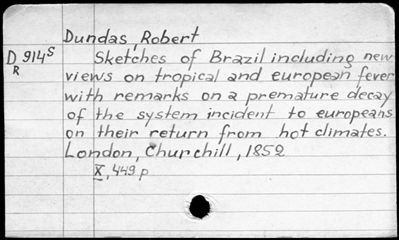 Dundas, Robert
D 914S Sketches of Brazil including new
R
views on tropical and european fever
with remarks on a premature decay
of the system incident to europeans
on their return from hot climates.
London, Churchill, 1852
X, 449 p